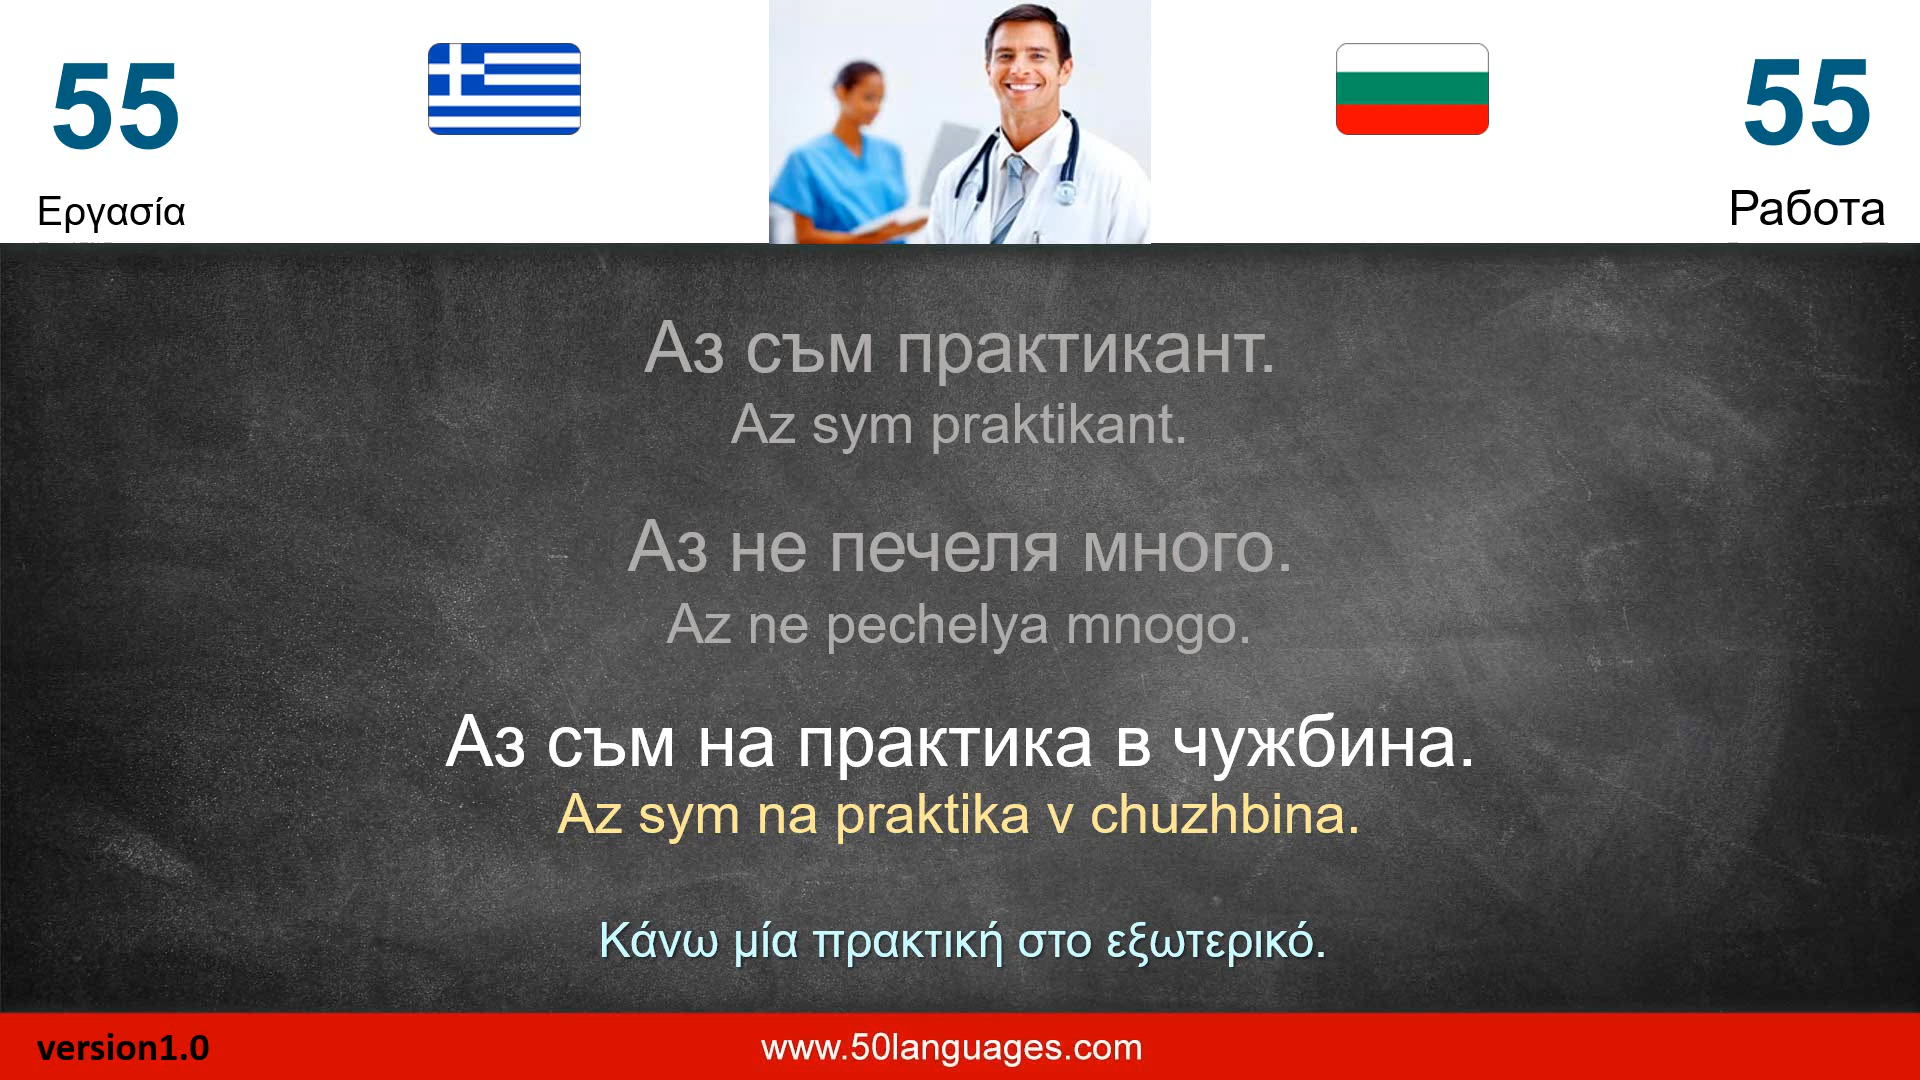 55
55
Εργασία
Работа
Аз съм практикант.
Az sym praktikant.
Аз не печеля много.
Az ne pechelya mnogo.
Аз съм на практика в чужбина.
Az sym na praktika v chuzhbina.
Κάνω μία πρακτική στο εξωτερικό.
version1.0
www.50languages.com